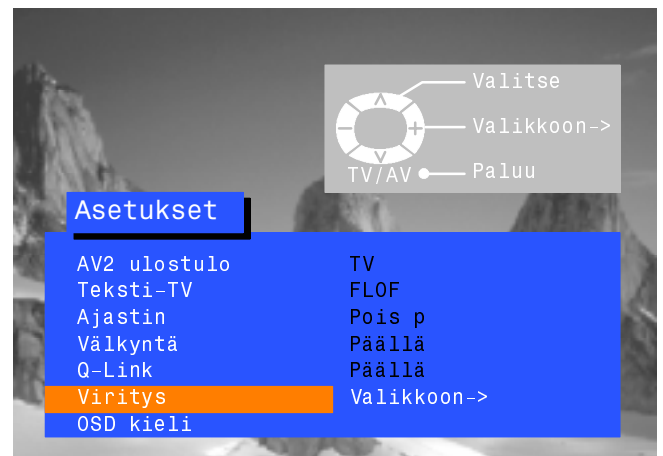 Valitse
Valikkoon->
TV/AV Paluu
Asetukset
AV2 ulostulo TV
Teksti-TV FLOF
Ajastin Pois p
Välkyntä Päällä
Q-Link Päällä
Viritys Valikkoon->
OSD kieli